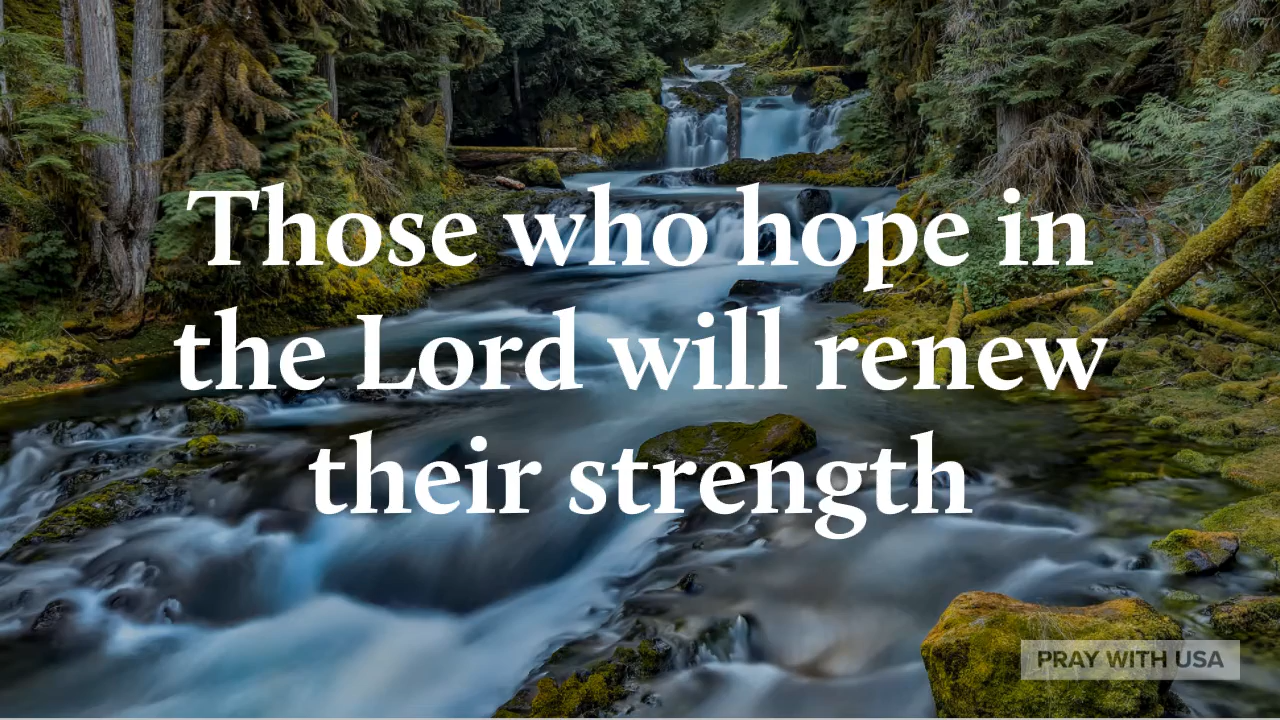 Those who hope in
the Lord will renew
their strength
PRAY WITH USA